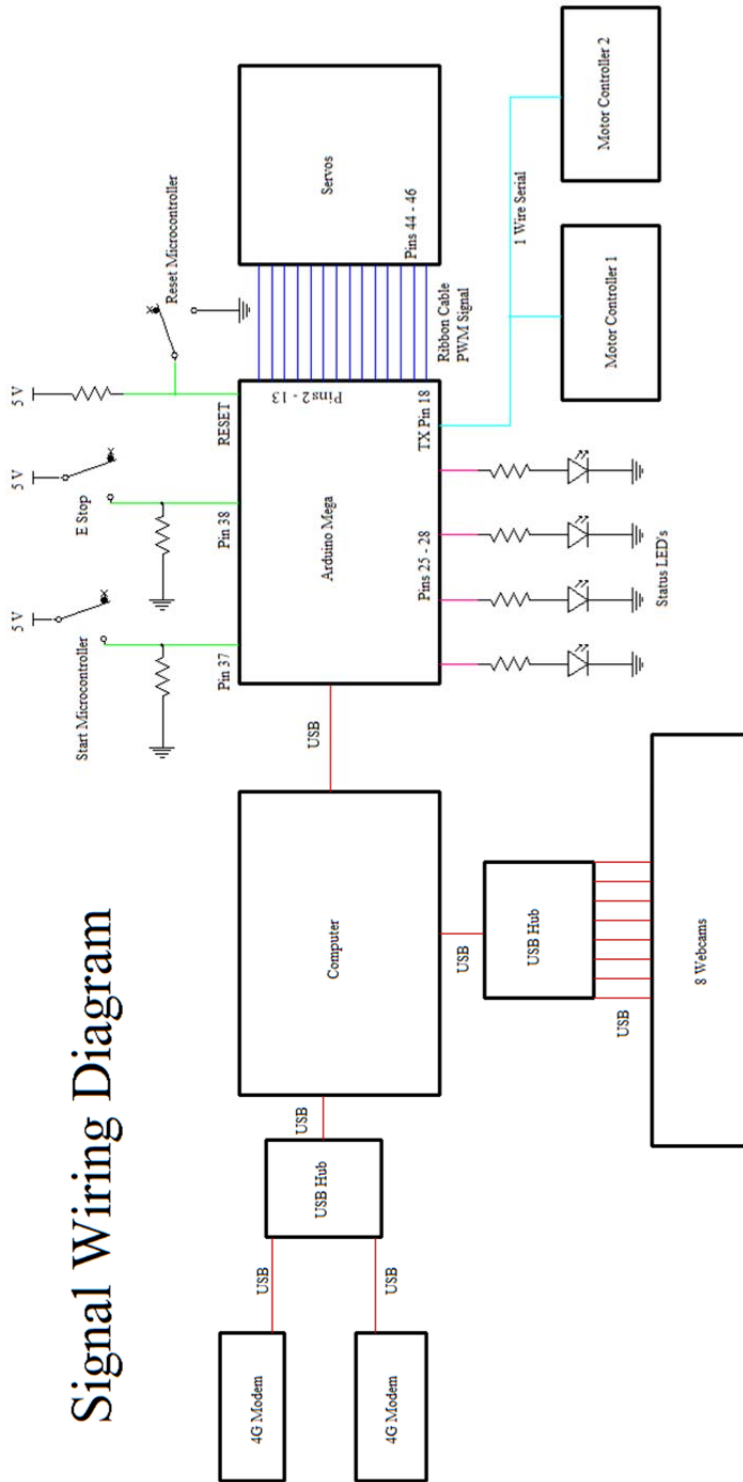 Signal Wiring Diagram
5 V
5 V
5 V
Start Microcontroller
E Stop
Reset Microcontroller
Pin 37
Pin 38
RESET
4G Modem
4G Modem
USB
USB
USB Hub
USB
Computer
USB
Arduino Mega
Pins 2 - 13
Servos
Pins 44 - 46
Ribbon Cable
PWM Signal
Pins 25 - 28
TX Pin 18
1 Wire Serial
USB
USB Hub
USB
8 Webcams
Status LED's
Motor Controller 1
Motor Controller 2